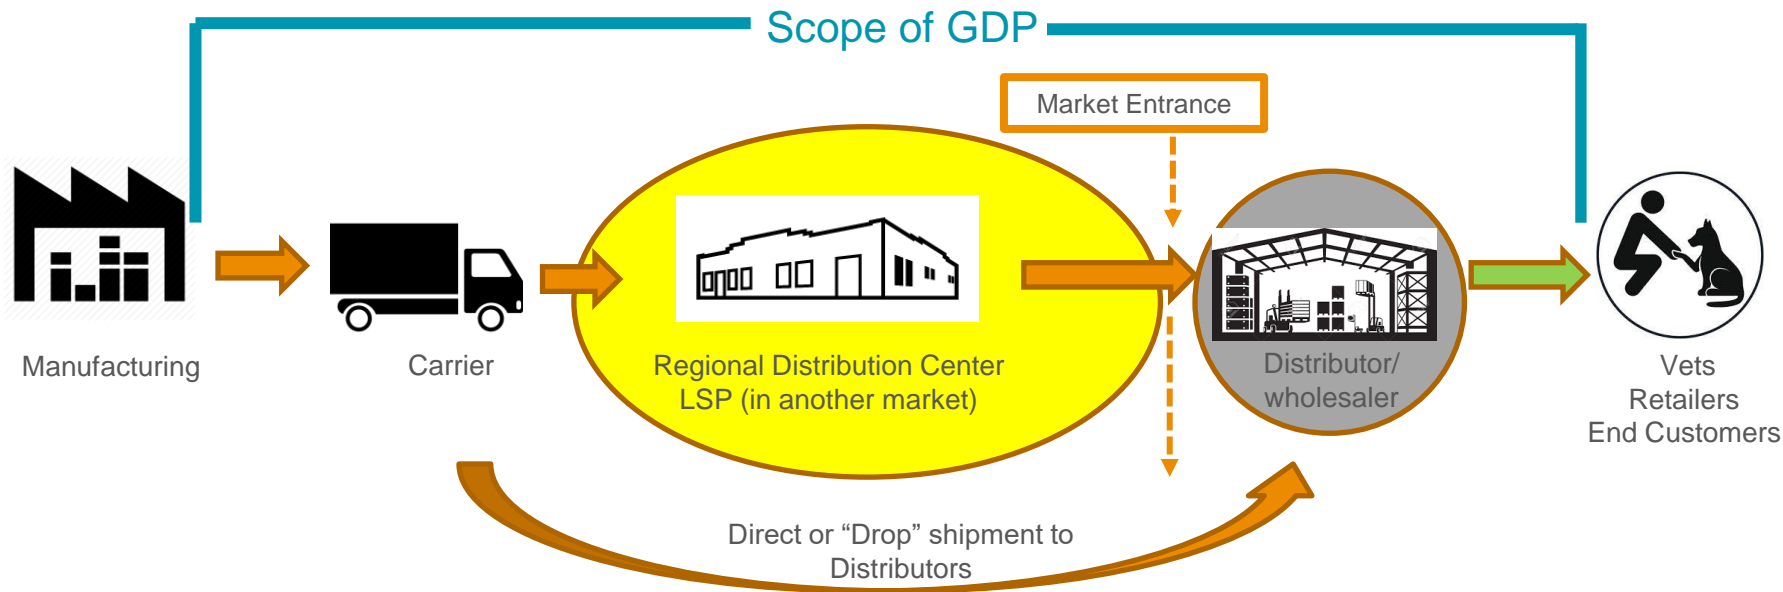 Scope of GDP
Market Entrance
Manufacturing
Carrier
Regional Distribution Center
LSP (in another market)
Distributor/
wholesaler
Vets
Retailers
End Customers
Direct or “Drop” shipment to
Distributors